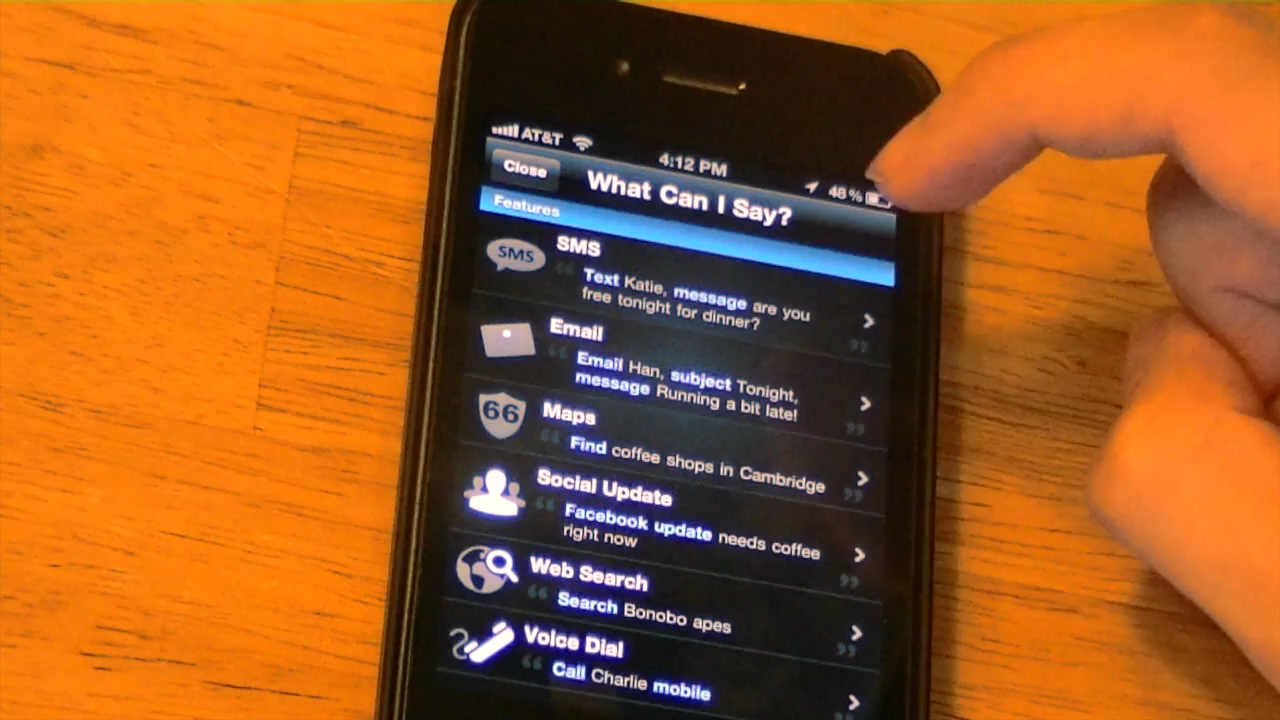 AT&T 4:12 PM 48%
Close What Can I Say?
Features
SMS
SMS
Text Katie, message are you
free tonight for dinner?
Email
Email Han, subject Tonight,
message Running a bit late!
66 Maps
Find coffee shops in Cambridge
Social Update
Facebook update needs coffee
right now
Web Search
Search Bonobo apes
Voice Dial
Call Charlie mobile